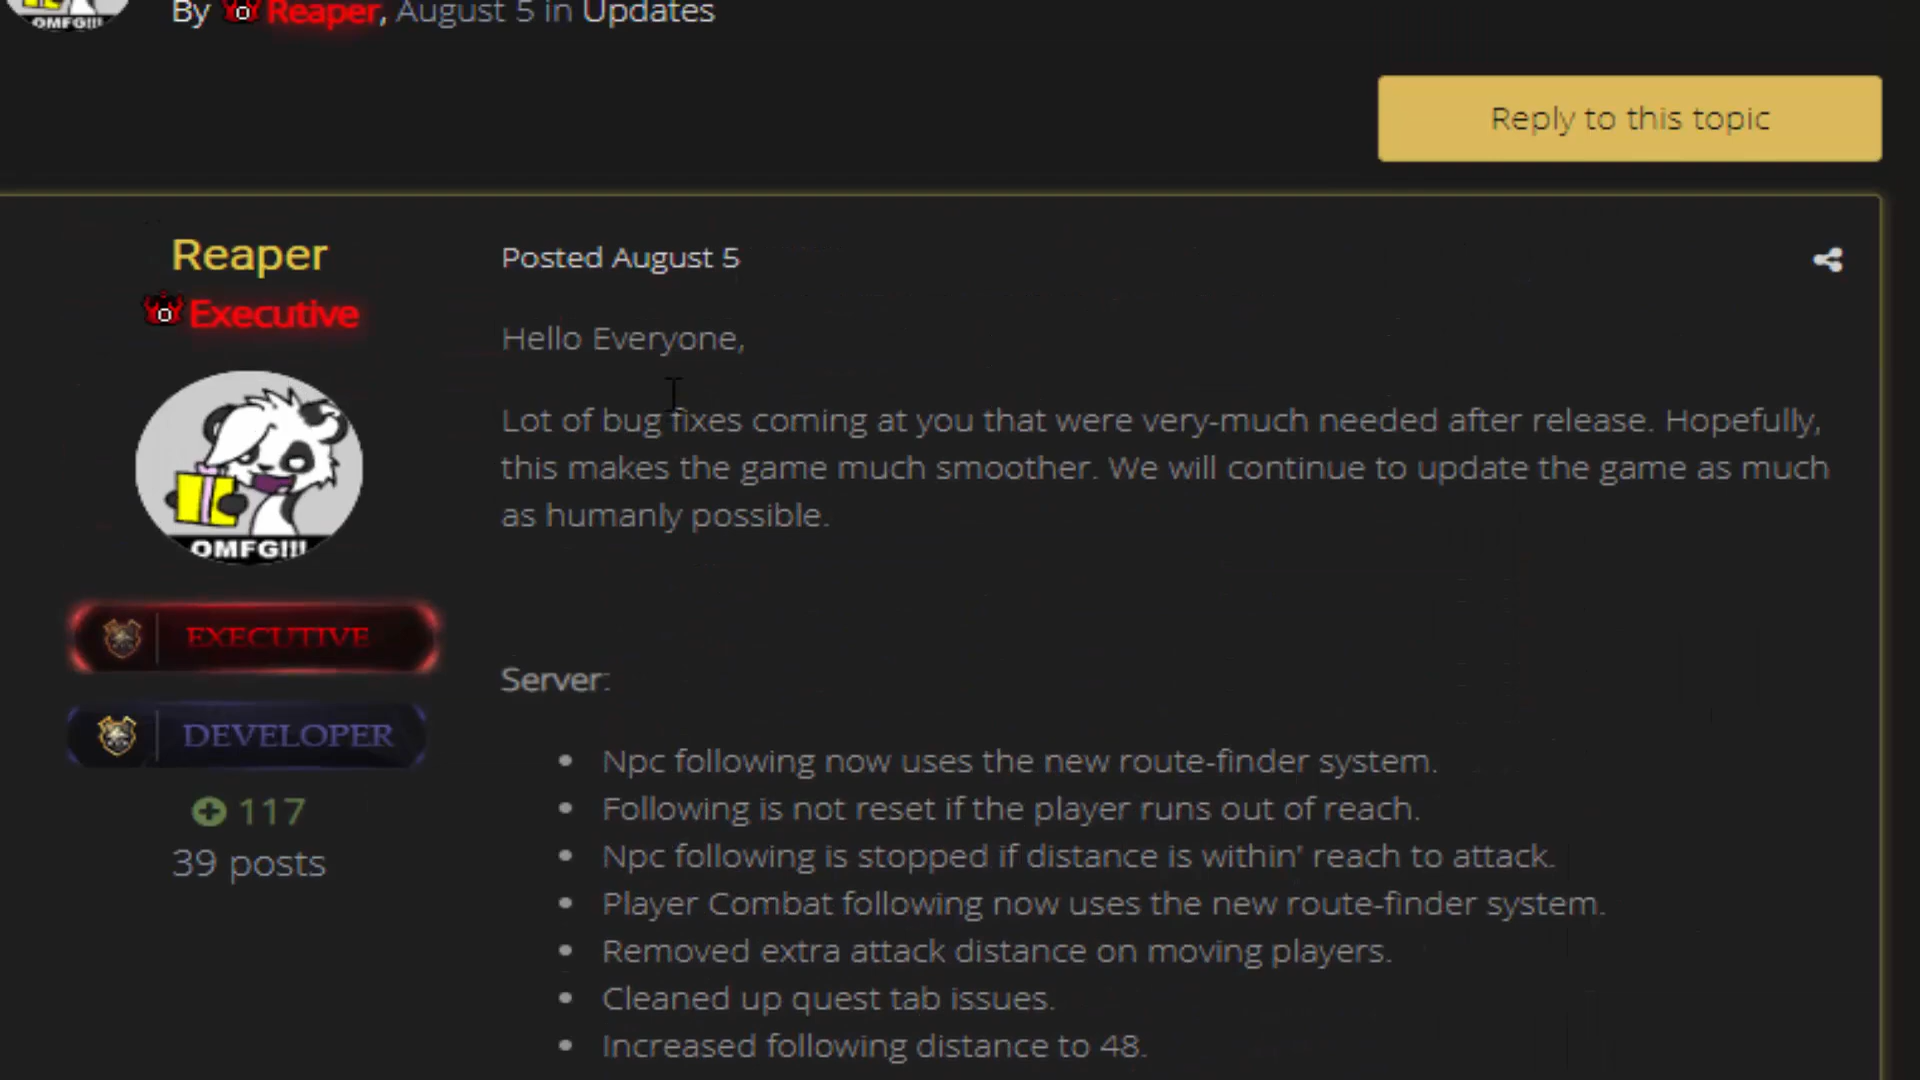 OMFG!!!
By Reaper, August 5 in Updates
Reply to this topic
Reaper
Executive
OMFG!!!
EXECUTIVE
DEVELOPER
117
39 posts
Posted August 5
Hello Everyone,
Lot of bug fixes coming at you that were very-much needed after release. Hopefully,
this makes the game much smoother. We will continue to update the game as much
as humanly possible.
Server:
• Npc following now uses the new route-finder system.
• Following is not reset if the player runs out of reach.
• Npc following is stopped if distance is within' reach to attack.
• Player Combat following now uses the new route-finder system.
• Removed extra attack distance on moving players.
• Cleaned up quest tab issues.
• Increased following distance to 48.